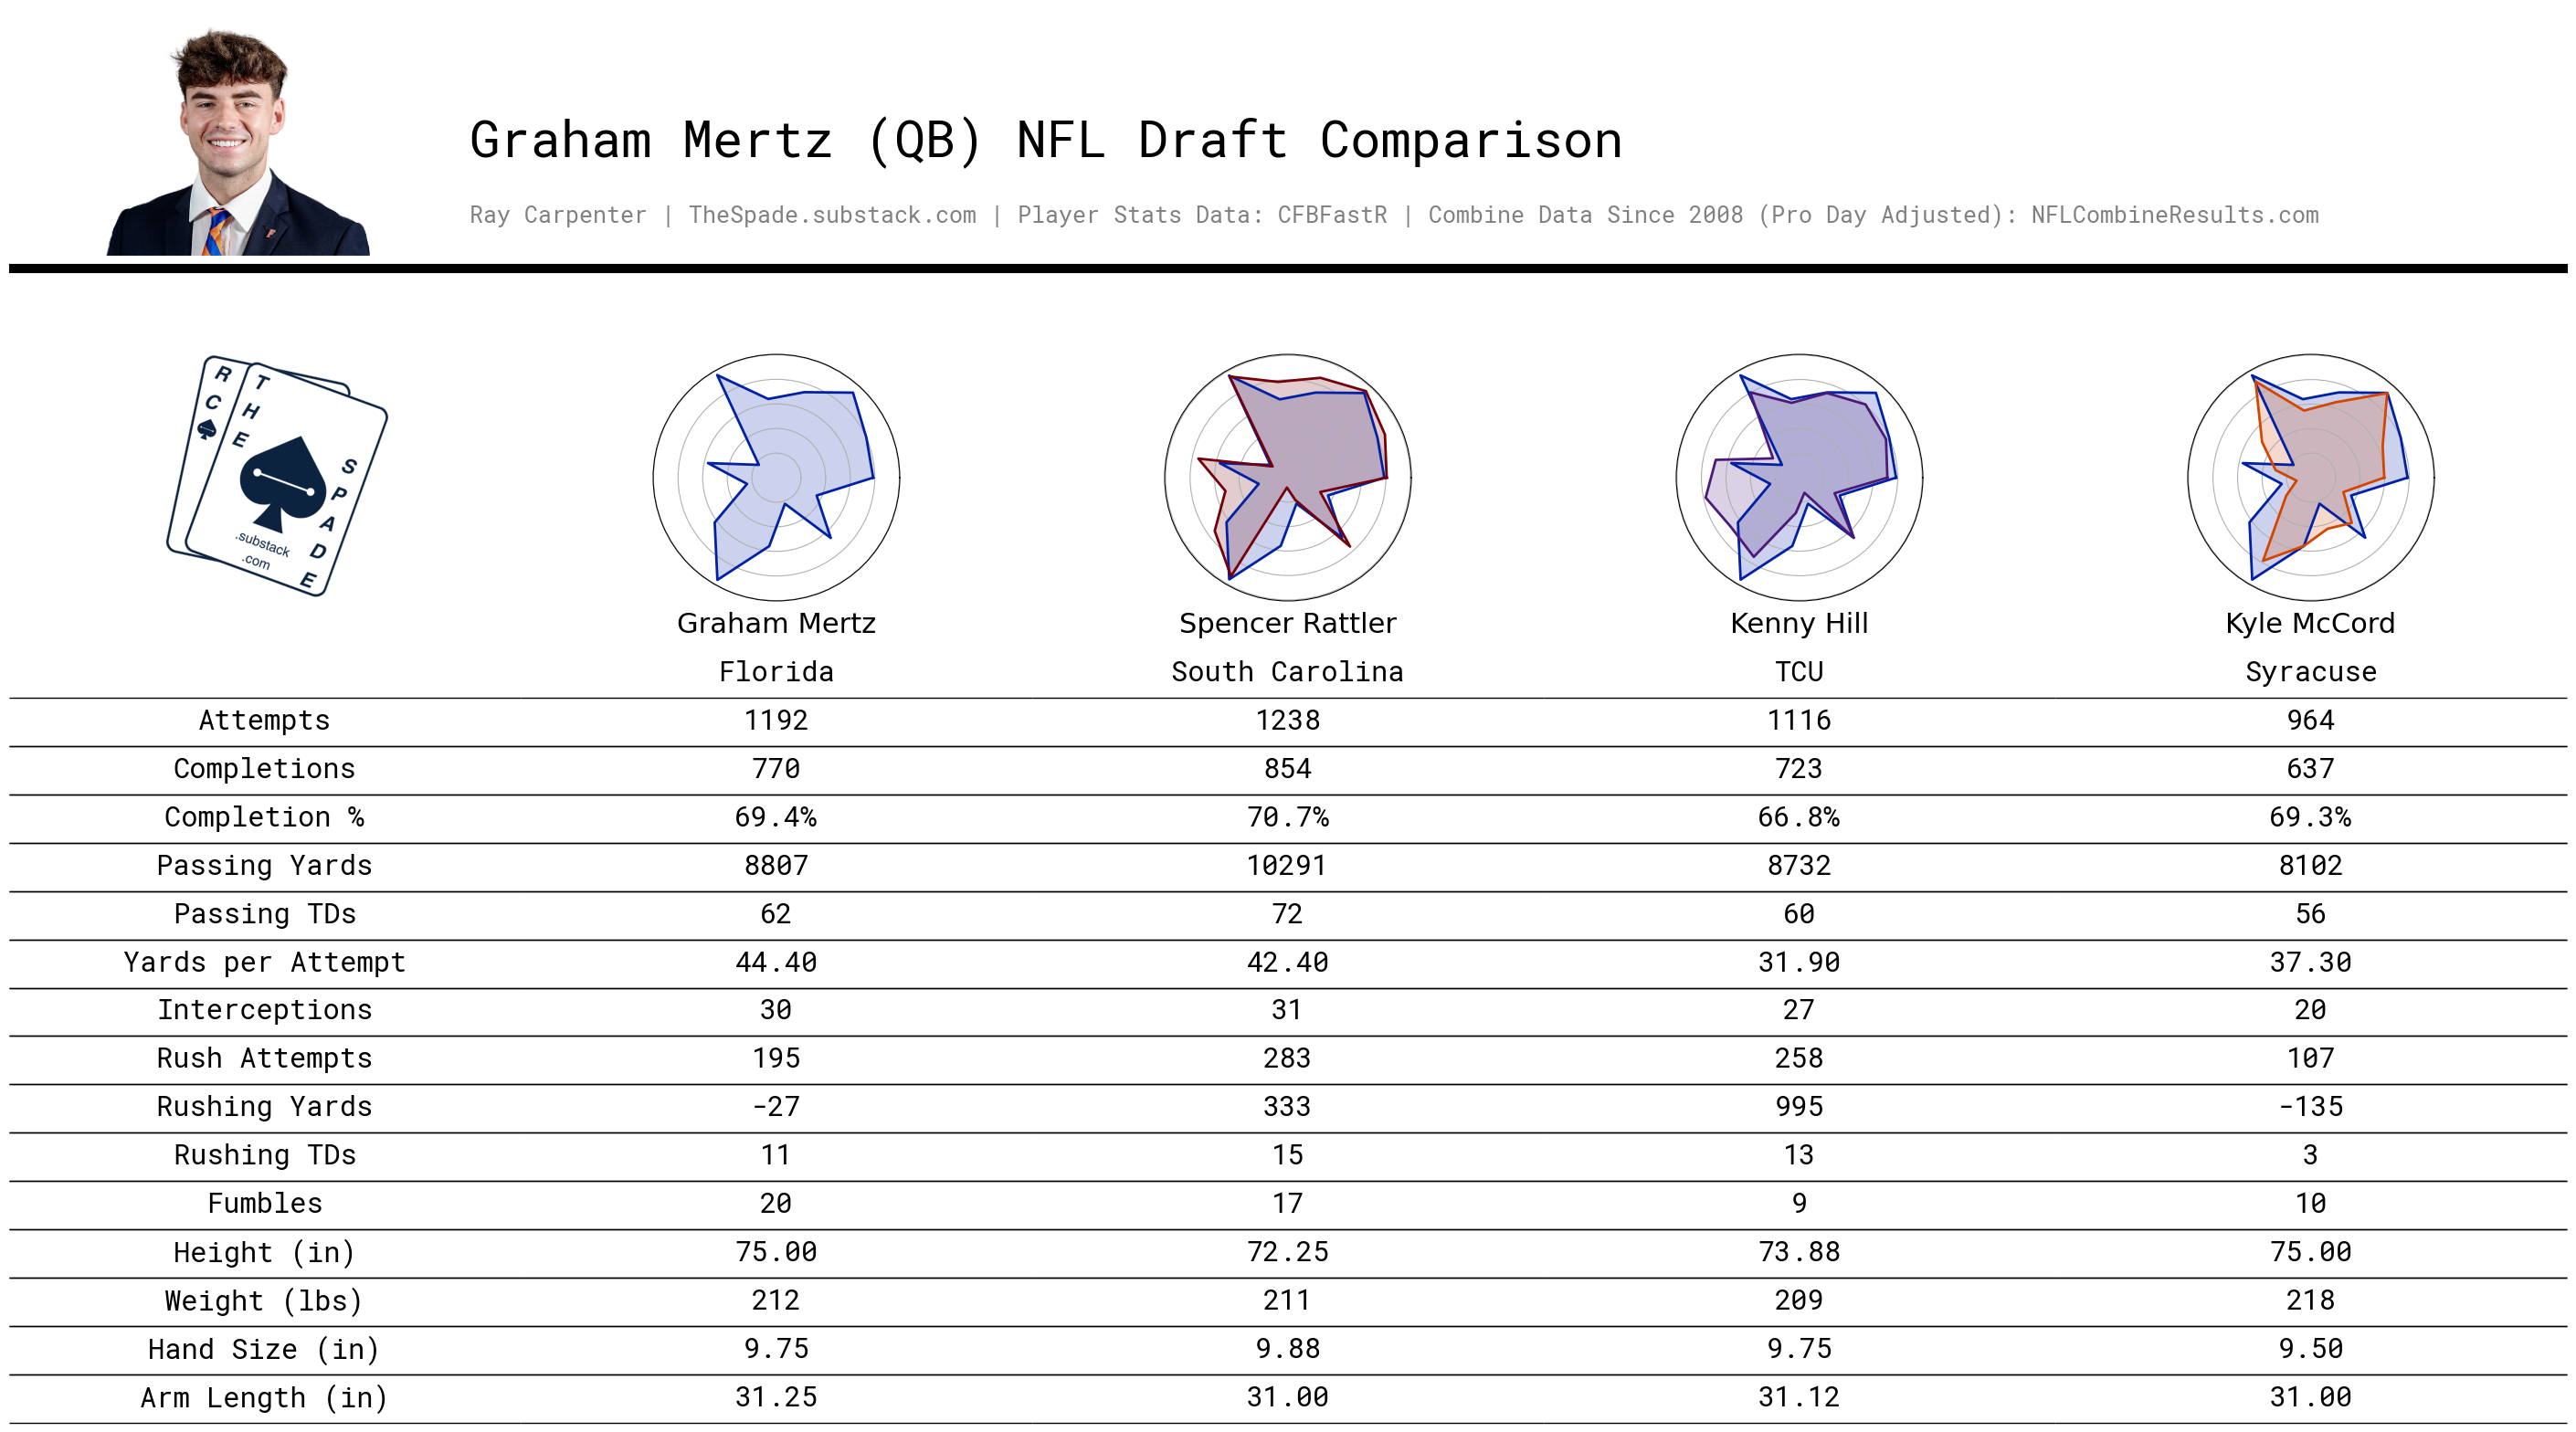 Graham Mertz (QB) NFL Draft Comparison
Ray Carpenter | TheSpade.substack.com | Player Stats Data: CFBFastR | Combine Data Since 2008 (Pro Day Adjusted): NFLCombineResults.com
RC
THE
SPADE
.substack
.com
Graham Mertz Spencer Rattler Kenny Hill Kyle McCord
Florida South Carolina TCU Syracuse
Attempts 1192 1238 1116 964
Completions 770 854 723 637
Completion % 69.4% 70.7% 66.8% 69.3%
Passing Yards 8807 10291 8732 8102
Passing TDs 62 72 60 56
Yards per Attempt 44.40 42.40 31.90 37.30
Interceptions 30 31 27 20
Rush Attempts 195 283 258 107
Rushing Yards -27 333 995 -135
Rushing TDs 11 15 13 3
Fumbles 20 17 9 10
Height (in) 75.00 72.25 73.88 75.00
Weight (lbs) 212 211 209 218
Hand Size (in) 9.75 9.88 9.75 9.50
Arm Length (in) 31.25 31.00 31.12 31.00